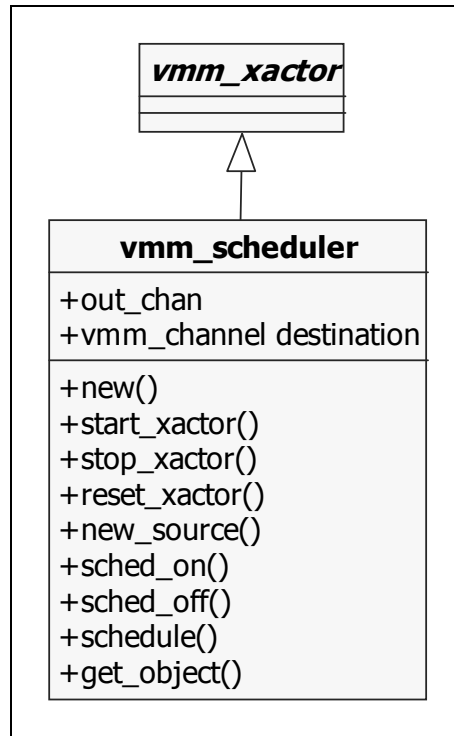 vmm_xactor
vmm_scheduler
+out_chan
+vmm_channel destination
+new()
+start_xactor()
+stop_xactor()
+reset_xactor()
+new_source()
+sched_on()
+sched_off()
+schedule()
+get_object()